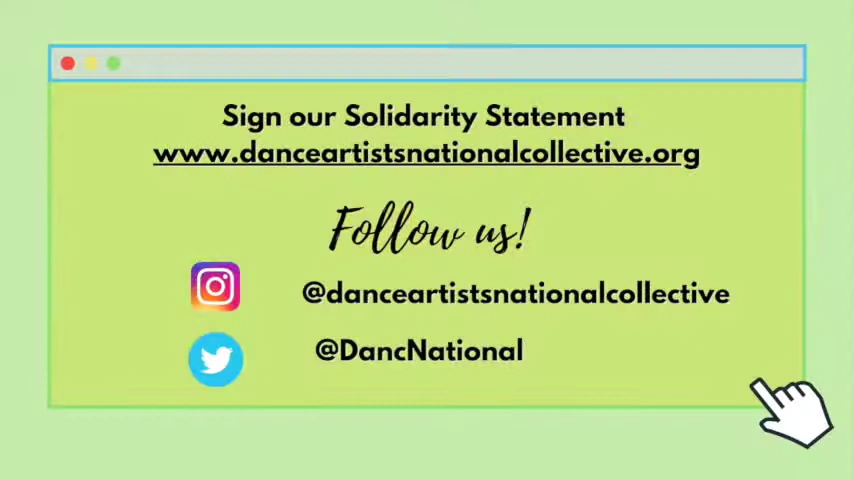 Sign our Solidarity Statement
www.danceartistsnationalcollective.org
Follow us!
@danceartistsnationalcollective
@DancNational